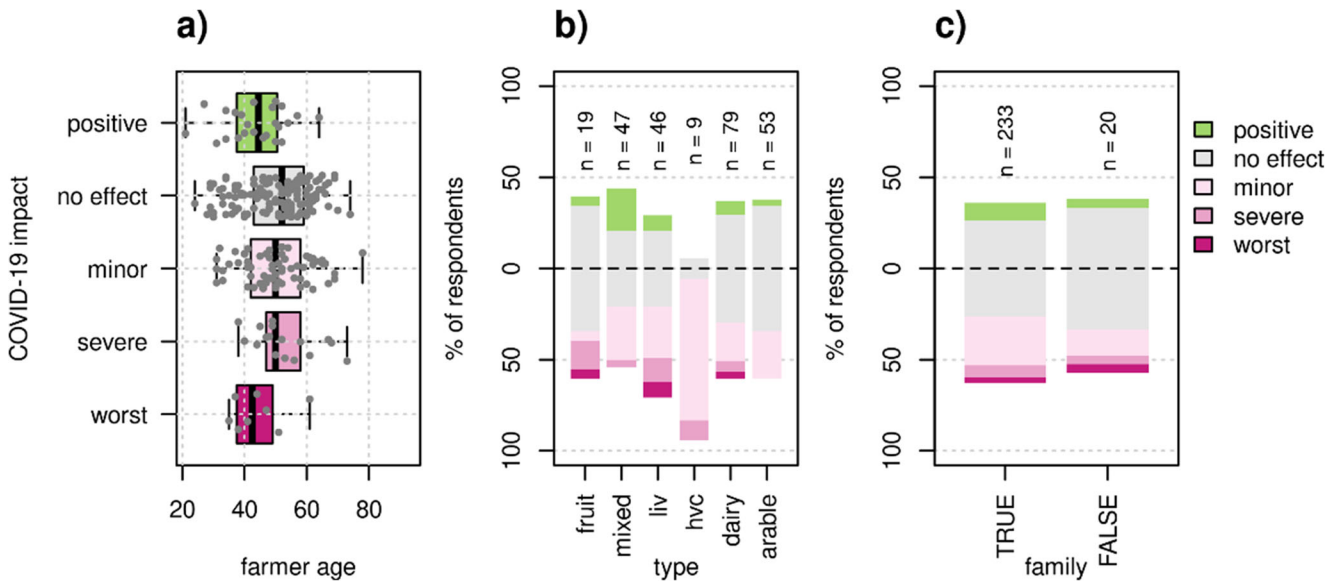 a)
COVID-19 impact
positive
no effect
minor
severe
worst
20 40 60 80
farmer age
b)
% of respondents
100
50
0
50
100
n = 19
n = 47
n = 46
n = 9
n = 79
n = 53
fruit
mixed
liv
hvc
dairy
arable
type
c)
% of respondents
100
50
0
50
100
n = 233
n = 20
TRUE
FALSE
family
positive
no effect
minor
severe
worst